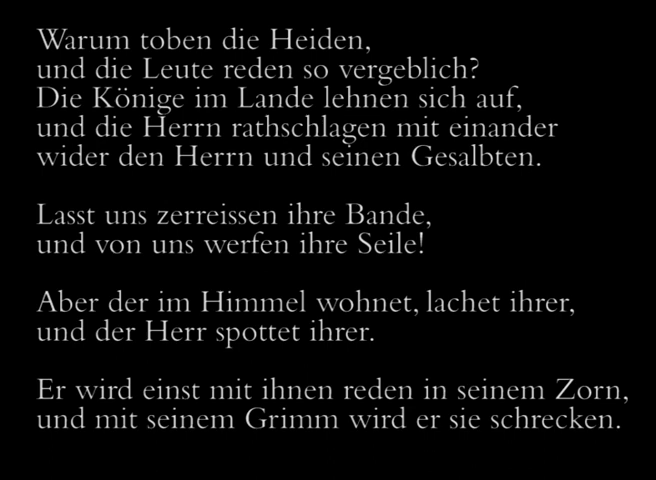 Warum toben die Heiden,
und die Leute reden so vergeblich?
Die Könige im Lande lehnen sich auf,
und die Herrn rathschlagen mit einander
wider den Herrn und seinen Gesalbten.
Lasst uns zerreissen ihre Bande,
und von uns werfen ihre Seile!
Aber der im Himmel wohnet, lachet ihrer,
und der Herr spottet ihrer.
Er wird einst mit ihnen reden in seinem Zorn,
und mit seinem Grimm wird er sie schrecken.